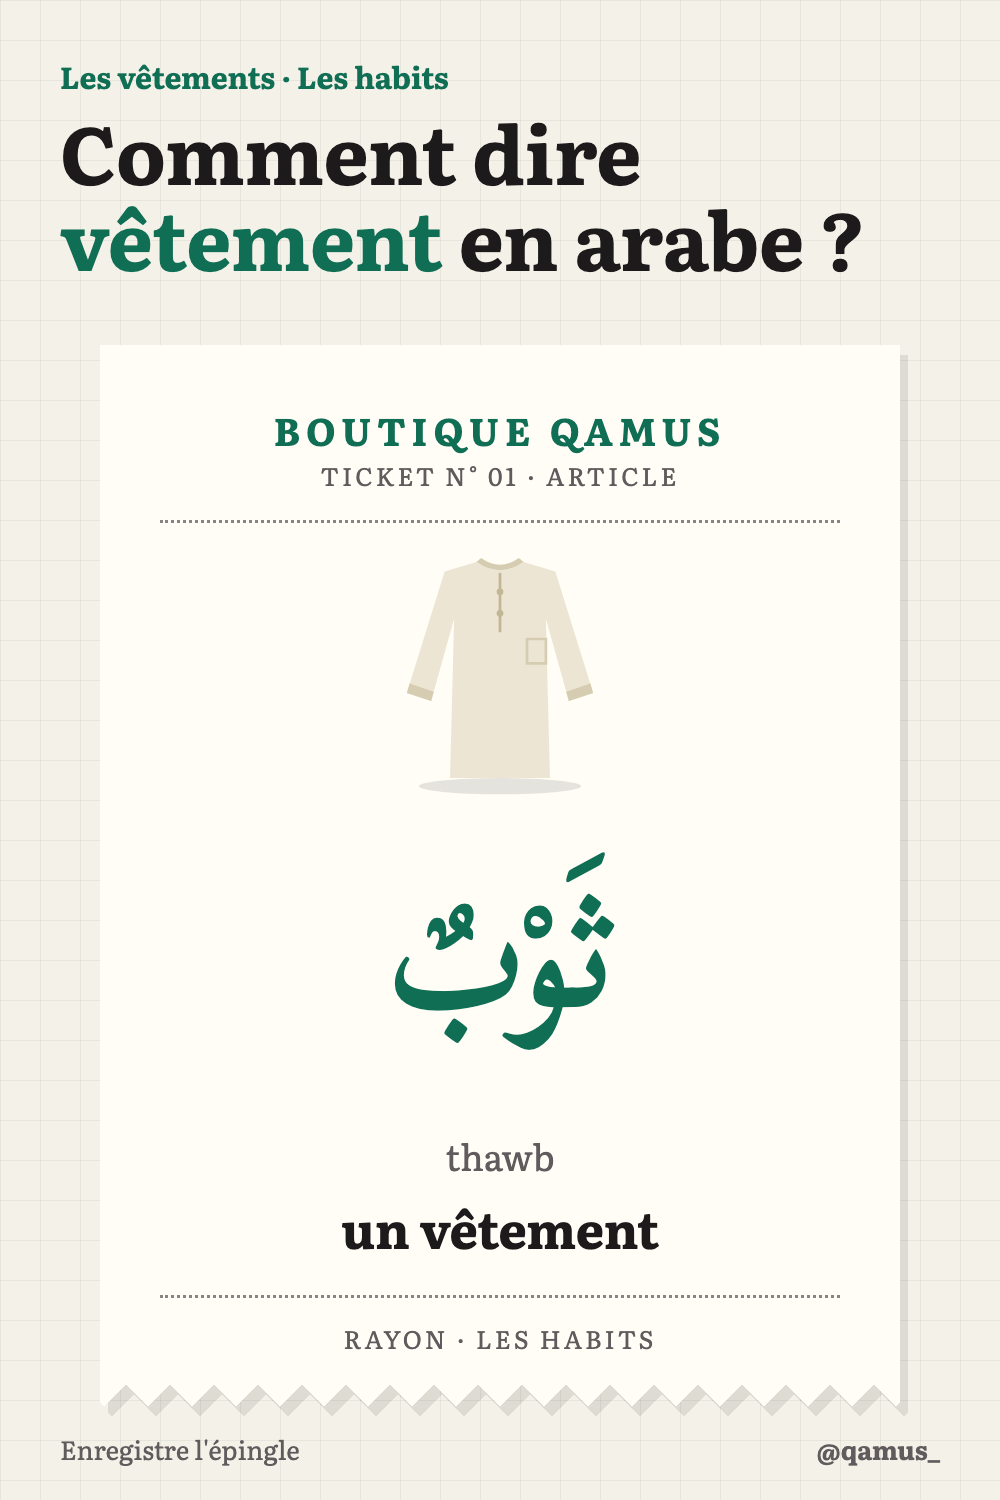 Les vêtements · Les habits
Comment dire
vêtement en arabe ?
BOUTIQUE QAMUS
TICKET N° 01 · ARTICLE
ثَوْبٌ
thawb
un vêtement
RAYON · LES HABITS
Enregistre l'épingle
@qamus_